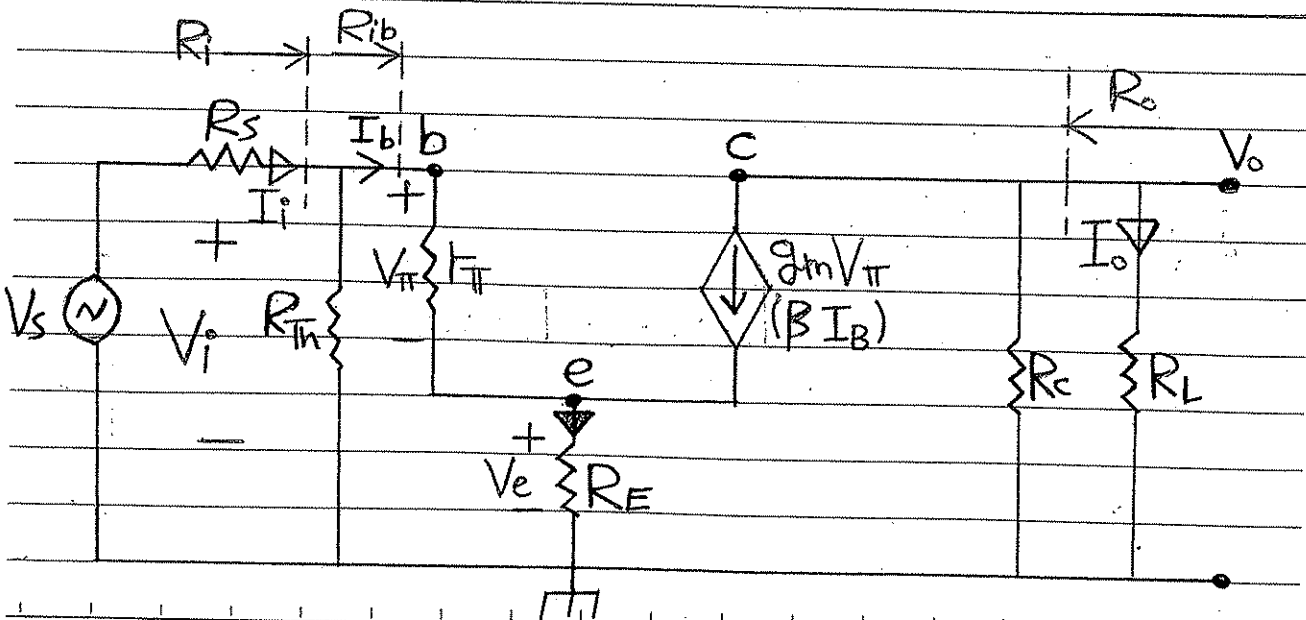 Ri Rib
Ro
Rs Ib b c Vo
Ii
+ +
Vπ rπ gmVπ Io
(βIB)
Vs Vi RTh
e
Rc RL
+
Ve RE
−